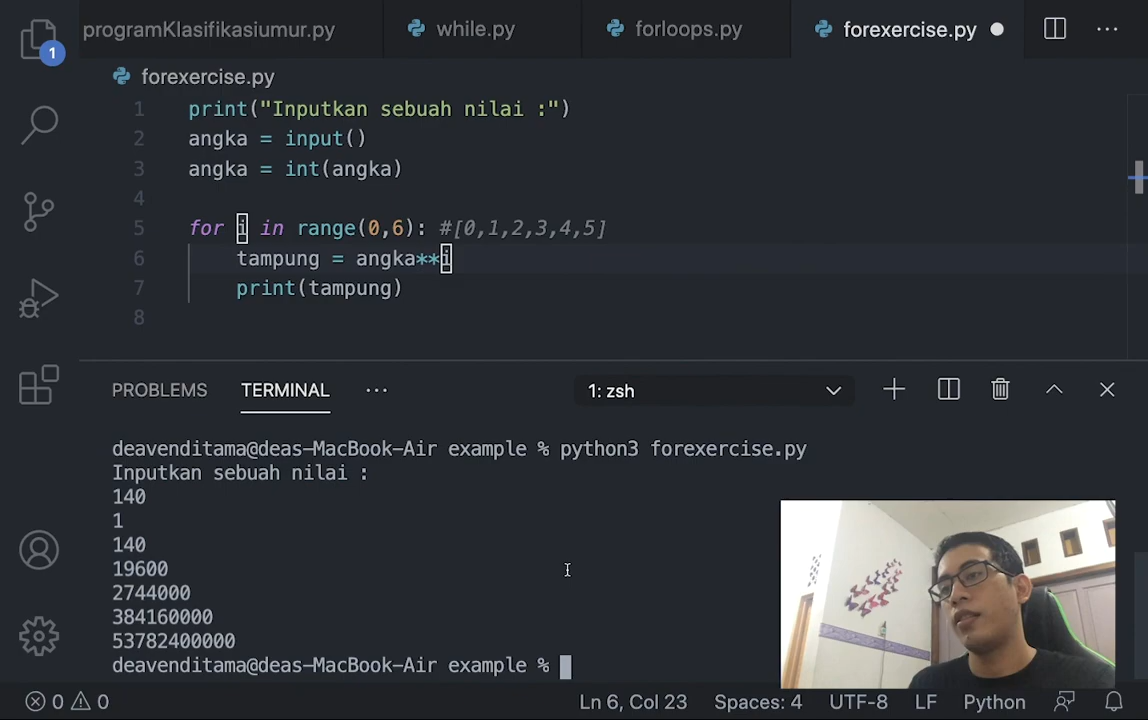 programKlasifikasiumur.py while.py forloops.py forexercise.py
1
forexercise.py
1 print("Inputkan sebuah nilai :")
2 angka = input()
3 angka = int(angka)
4
5 for i in range(0,6): #[0,1,2,3,4,5]
6 tampung = angka**i
7 print(tampung)
8
PROBLEMS TERMINAL ··· 1: zsh
deavenditama@deas-MacBook-Air example % python3 forexercise.py
Inputkan sebuah nilai :
140
1
140
19600
2744000
384160000
53782400000
deavenditama@deas-MacBook-Air example %
0 0 Ln 6, Col 23 Spaces: 4 UTF-8 LF Python